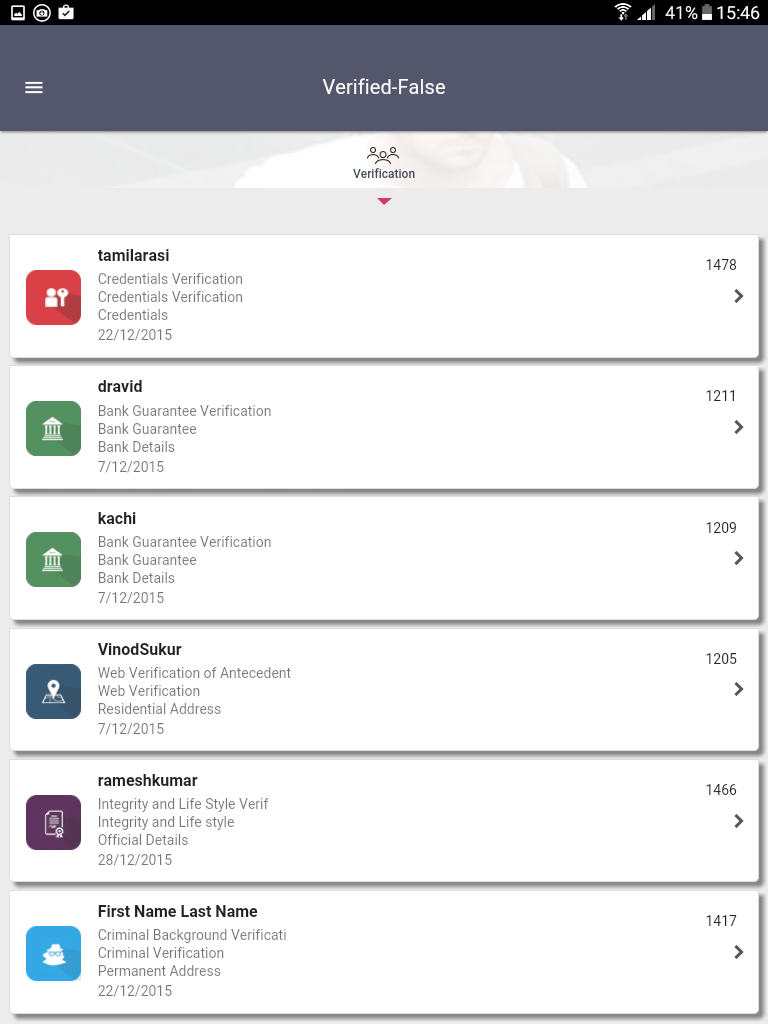 41% 15:46
Verified-False
Verification
tamilarasi
1478
Credentials Verification
Credentials Verification
Credentials
22/12/2015
dravid
1211
Bank Guarantee Verification
Bank Guarantee
Bank Details
7/12/2015
kachi
1209
Bank Guarantee Verification
Bank Guarantee
Bank Details
7/12/2015
VinodSukur
1205
Web Verification of Antecedent
Web Verification
Residential Address
7/12/2015
rameshkumar
1466
Integrity and Life Style Verif
Integrity and Life style
Official Details
28/12/2015
First Name Last Name
1417
Criminal Background Verificati
Criminal Verification
Permanent Address
22/12/2015